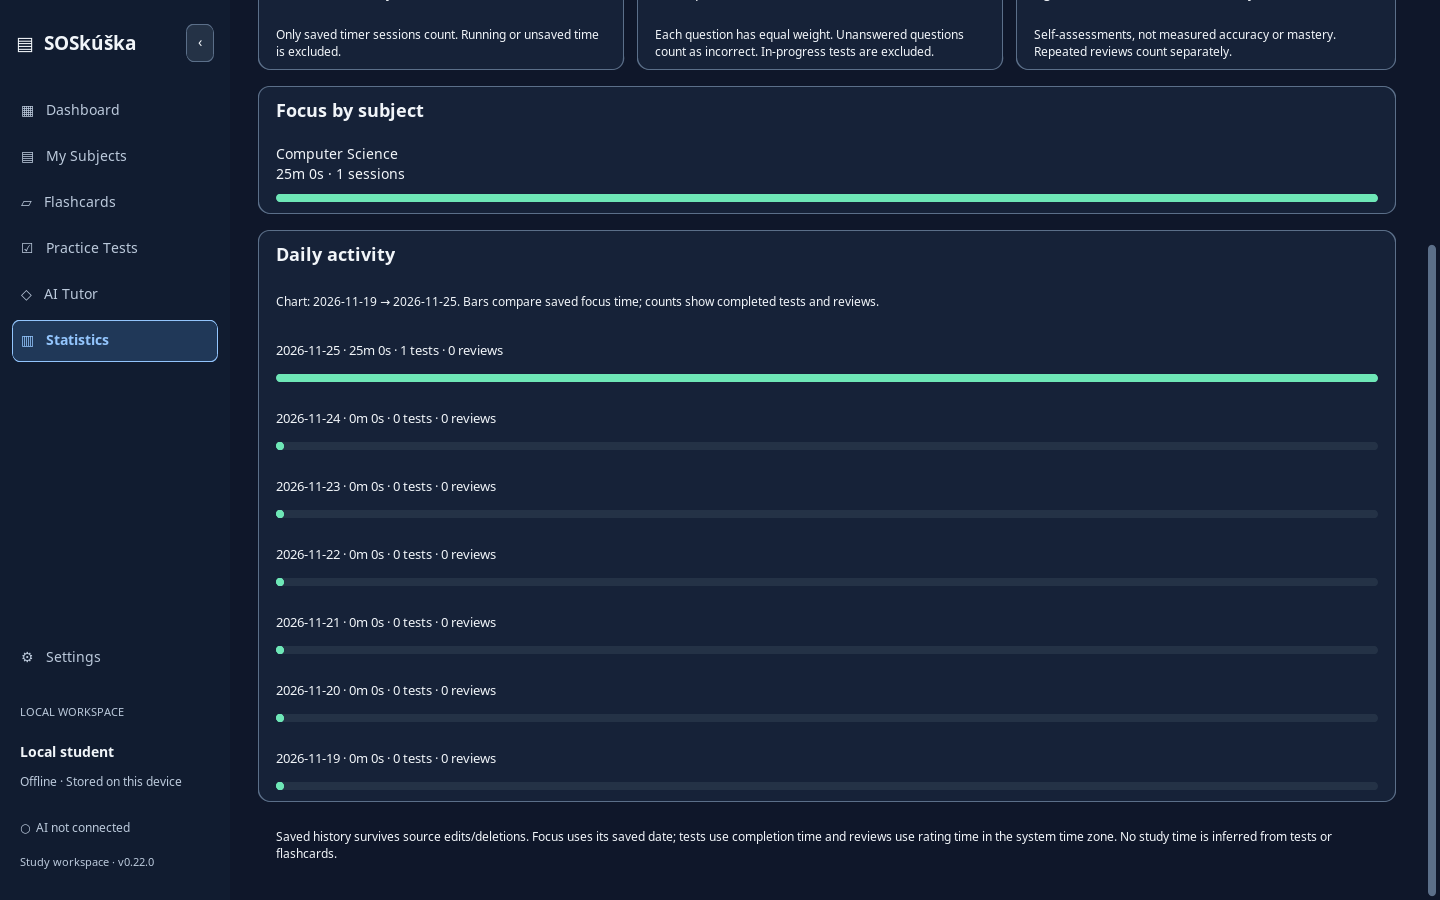 SOSkúška
Dashboard
My Subjects
Flashcards
Practice Tests
AI Tutor
Statistics
Settings
LOCAL WORKSPACE
Local student
Offline · Stored on this device
AI not connected
Study workspace · v0.22.0
Only saved timer sessions count. Running or unsaved time
is excluded.
Each question has equal weight. Unanswered questions
count as incorrect. In-progress tests are excluded.
Self-assessments, not measured accuracy or mastery.
Repeated reviews count separately.
Focus by subject
Computer Science
25m 0s · 1 sessions
Daily activity
Chart: 2026-11-19 → 2026-11-25. Bars compare saved focus time; counts show completed tests and reviews.
2026-11-25 · 25m 0s · 1 tests · 0 reviews
2026-11-24 · 0m 0s · 0 tests · 0 reviews
2026-11-23 · 0m 0s · 0 tests · 0 reviews
2026-11-22 · 0m 0s · 0 tests · 0 reviews
2026-11-21 · 0m 0s · 0 tests · 0 reviews
2026-11-20 · 0m 0s · 0 tests · 0 reviews
2026-11-19 · 0m 0s · 0 tests · 0 reviews
Saved history survives source edits/deletions. Focus uses its saved date; tests use completion time and reviews use rating time in the system time zone. No study time is inferred from tests or
flashcards.